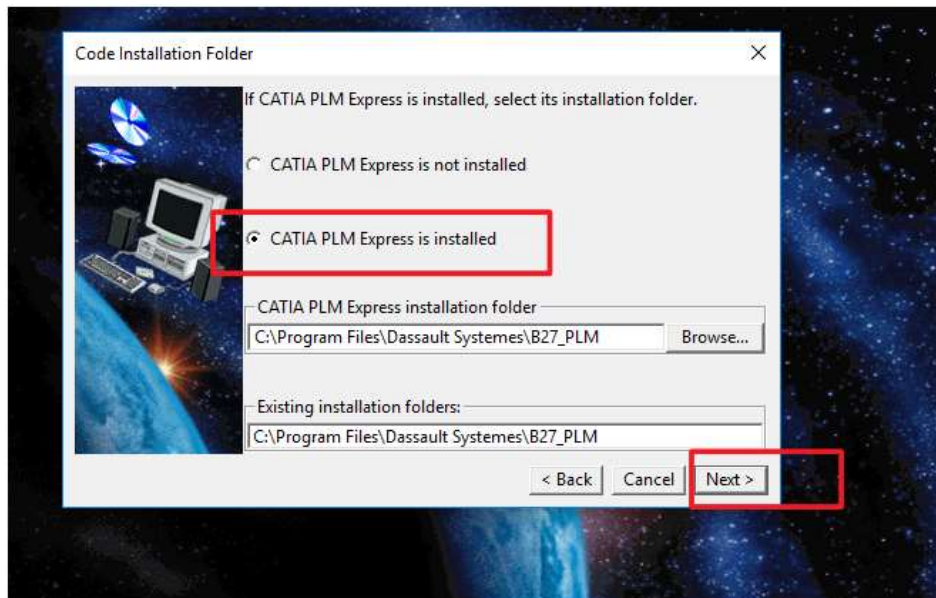 Code Installation Folder
If CATIA PLM Express is installed, select its installation folder.
CATIA PLM Express is not installed
CATIA PLM Express is installed
CATIA PLM Express installation folder
C:\Program Files\Dassault Systemes\B27_PLM
Browse...
Existing installation folders:
C:\Program Files\Dassault Systemes\B27_PLM
< Back
Cancel
Next >